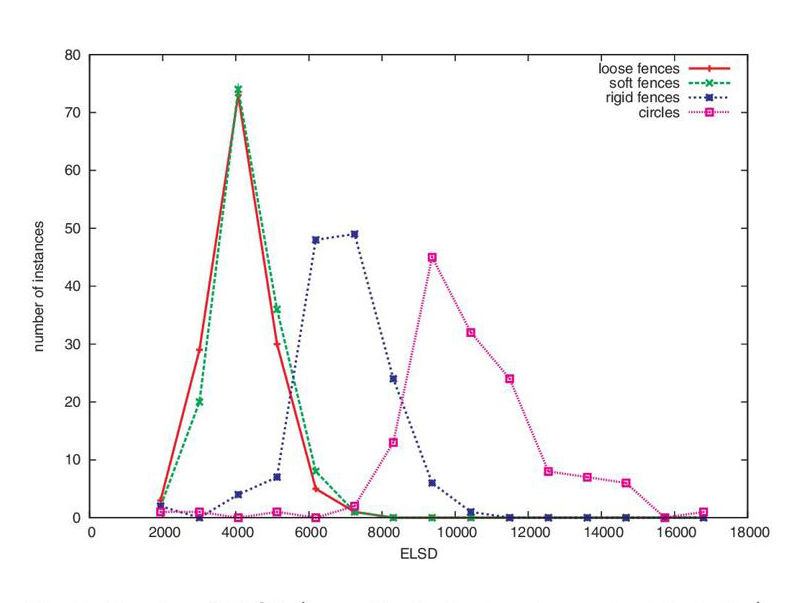 80
70
60
50
40
30
20
10
0
number of instances
loose fences
soft fences
rigid fences
circles
0 2000 4000 6000 8000 10000 12000 14000 16000 18000
ELSD